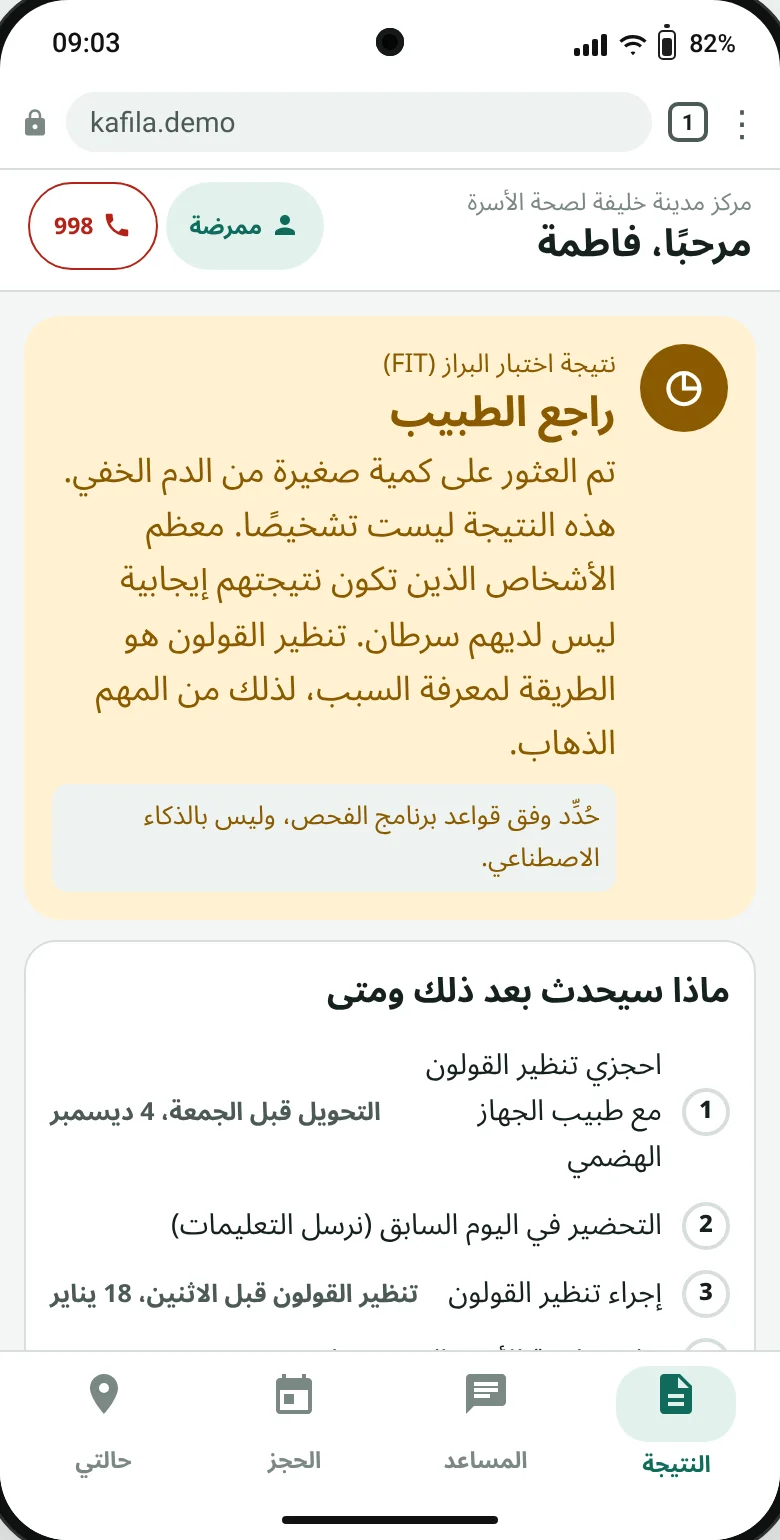 09:03
82%
kafila.demo
1
مركز مدينة خليفة لصحة الأسرة
مرحبًا، فاطمة
ممرضة
998
نتيجة اختبار البراز (FIT)
راجع الطبيب
تم العثور على كمية صغيرة من الدم الخفي.
هذه النتيجة ليست تشخيصًا. معظم
الأشخاص الذين تكون نتيجتهم إيجابية
ليس لديهم سرطان. تنظير القولون هو
الطريقة لمعرفة السبب، لذلك من المهم
الذهاب.
حُدِّد وفق قواعد برنامج الفحص، وليس بالذكاء
الاصطناعي.
ماذا سيحدث بعد ذلك ومتى
1
احجزي تنظير القولون
مع طبيب الجهاز
الهضمي
التحويل قبل الجمعة، 4 ديسمبر
2
التحضير في اليوم السابق (نرسل التعليمات)
3
إجراء تنظير القولون
تنظير القولون قبل الاثنين، 18 يناير
النتيجة
المساعد
الحجز
حالتي